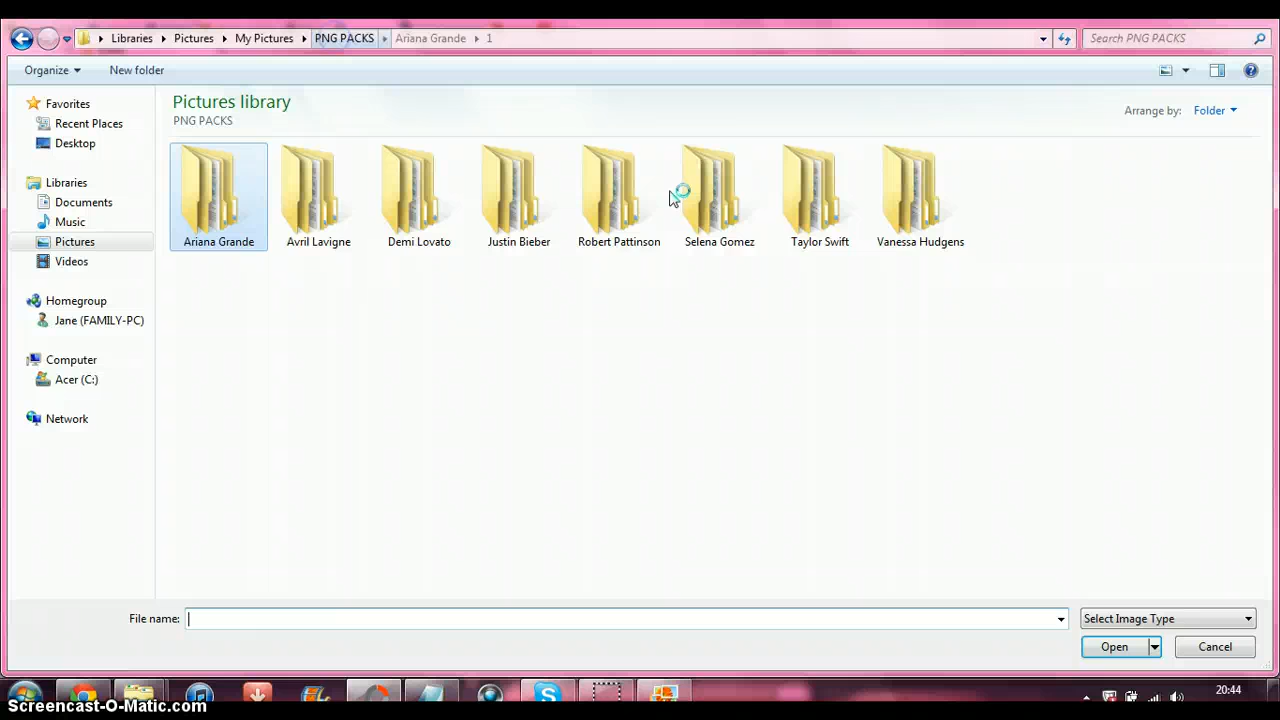 Libraries Pictures My Pictures PNG PACKS Ariana Grande 1 Search PNG PACKS
Organize New folder
Favorites
Recent Places
Desktop
Libraries
Documents
Music
Pictures
Videos
Homegroup
Jane (FAMILY-PC)
Computer
Acer (C:)
Network
Pictures library
PNG PACKS
Arrange by: Folder
Ariana Grande Avril Lavigne Demi Lovato Justin Bieber Robert Pattinson Selena Gomez Taylor Swift Vanessa Hudgens
File name: Select Image Type
Open Cancel
20:44
Screencast-O-Matic.com